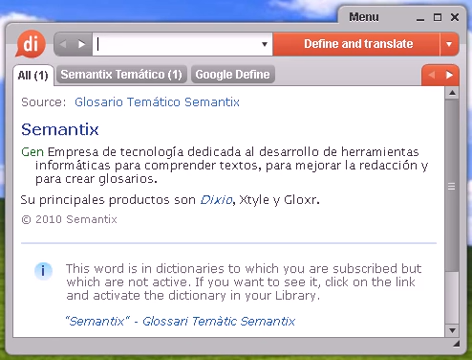 Menu
di
Define and translate
All (1)
Semantix Temático (1)
Google Define
Source: Glosario Temático Semantix
Semantix
Gen Empresa de tecnología dedicada al desarrollo de herramientas
informáticas para comprender textos, para mejorar la redacción y
para crear glosarios.
Su principales productos son Dixio, Xtyle y Gloxr.
© 2010 Semantix
i
This word is in dictionaries to which you are subscribed but
which are not active. If you want to see it, click on the link
and activate the dictionary in your Library.
"Semantix" - Glossari Temàtic Semantix